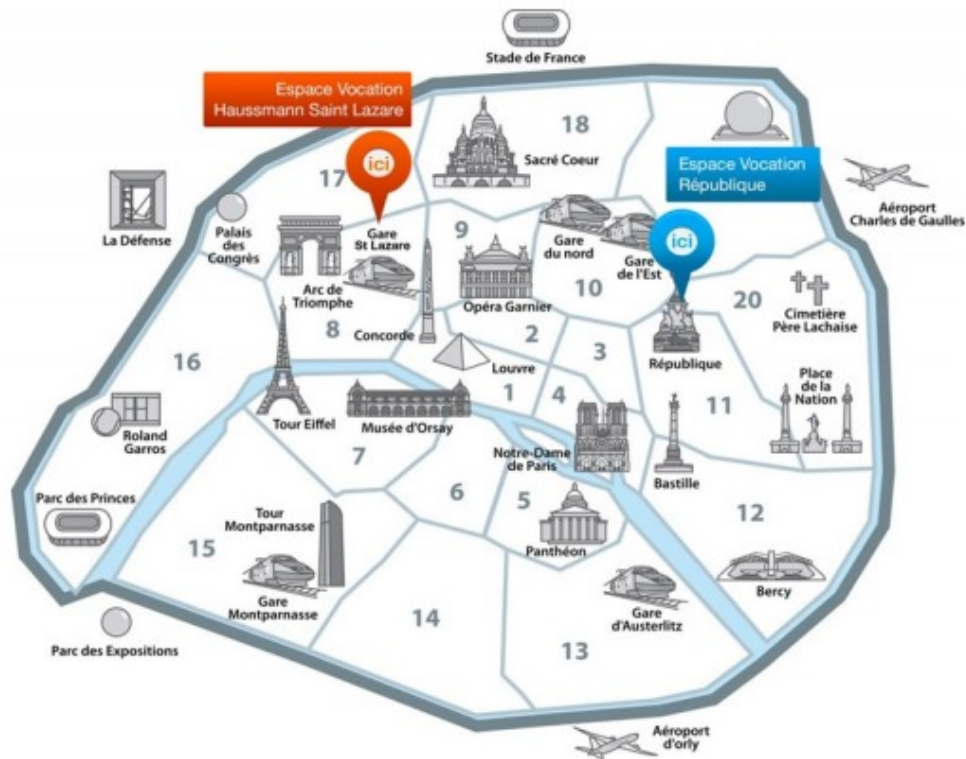 Stade de France
Espace Vocation
Haussmann Saint Lazare
ici
18
Sacré Coeur
17
Espace Vocation
République
ici
Aéroport
Charles de Gaulles
La Défense
Palais
des
Congrès
Gare
St Lazare
9
Gare
du nord
Gare
de l'Est
Arc de
Triomphe
Opéra Garnier
10
20
Cimetière
Père Lachaise
8
Concorde
2
3
République
Louvre
16
Place
de la
Nation
1
4
11
Roland
Garros
Tour Eiffel
Musée d'Orsay
7
Notre-Dame
de Paris
Bastille
6
5
12
Parc des Princes
Tour
Montparnasse
15
Panthéon
Gare
Montparnasse
Bercy
14
Gare
d'Austerlitz
13
Parc des Expositions
Aéroport
d'orly